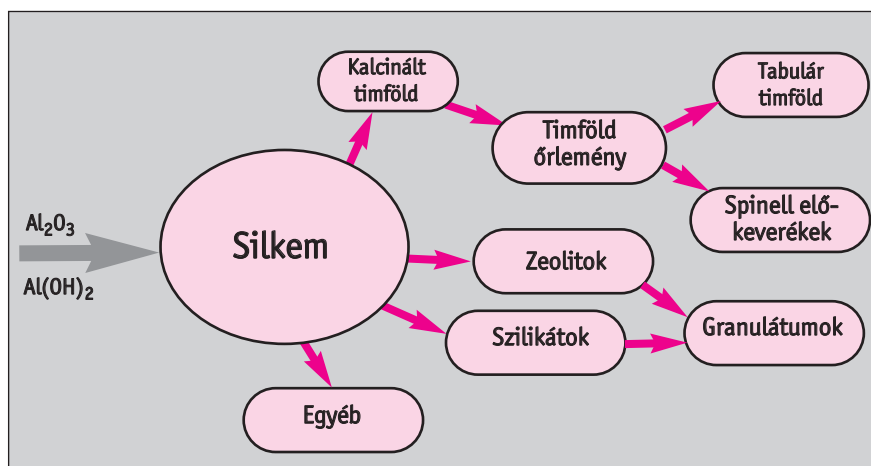 Kalcinált
timföld
Tabulár
timföld
Timföld
őrlemény
Spinell elő-
keverékek
Al₂O₃
Al(OH)₂
Silkem
Zeolitok
Szilikátok
Granulátumok
Egyéb